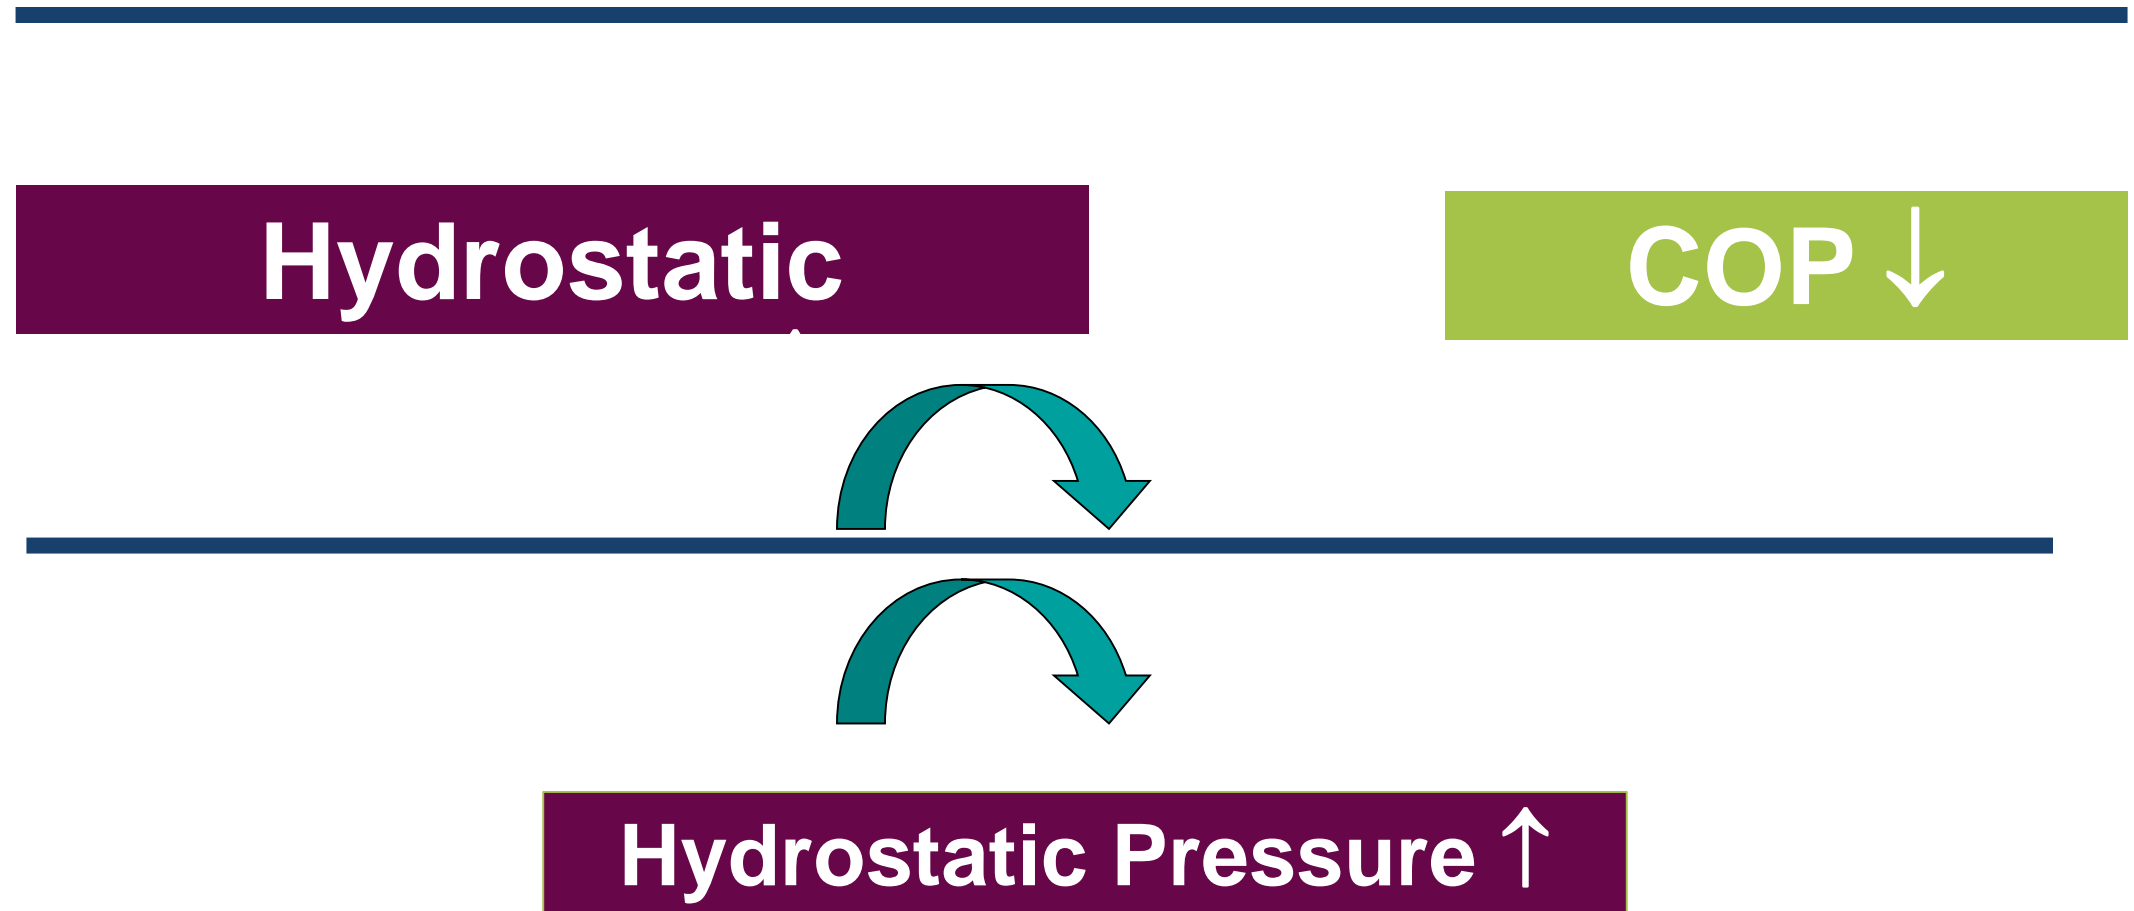 Hydrostatic
COP ↓
Hydrostatic Pressure ↑